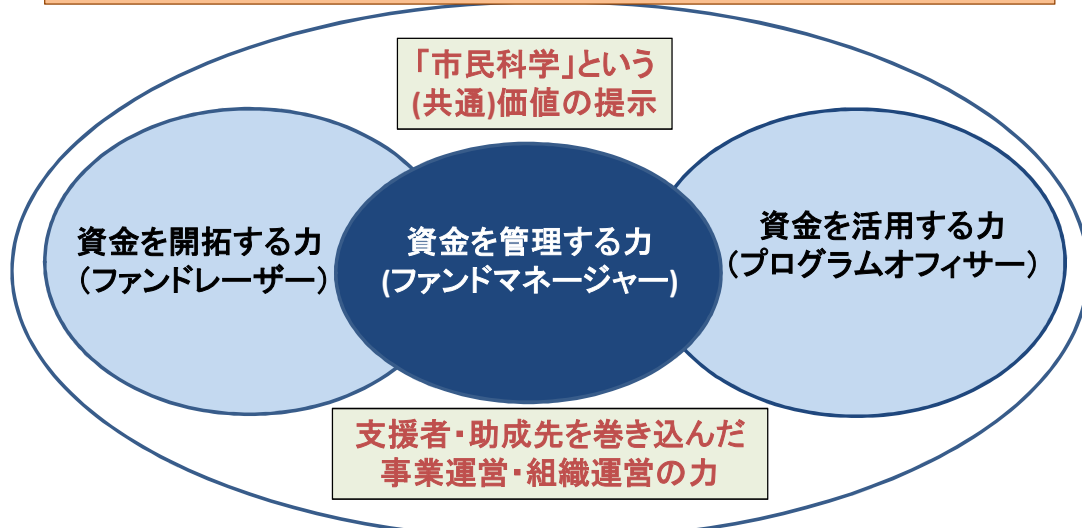 「市民科学」という
(共通)価値の提示
資金を開拓する力
（ファンドレーザー）
資金を管理する力
(ファンドマネージャー)
資金を活用する力
（プログラムオフィサー）
支援者・助成先を巻き込んだ
事業運営・組織運営の力